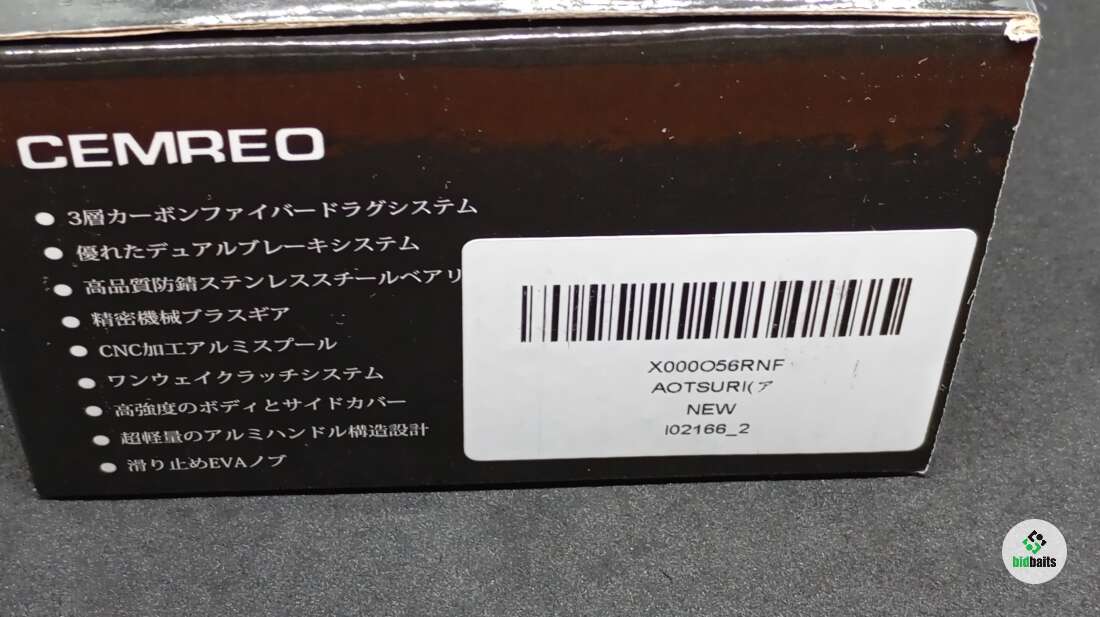 CEMREO
● 3層カーボンファイバードラグシステム
● 優れたデュアルブレーキシステム
● 高品質防錆ステンレススチールベアリ
● 精密機械ブラスギア
● CNC加工アルミスプール
● ワンウェイクラッチシステム
● 高強度のボディとサイドカバー
● 超軽量のアルミハンドル構造設計
● 滑り止めEVAノブ
X000O56RNF
AOTSURI(ア
NEW
I02166_2
bidbaits